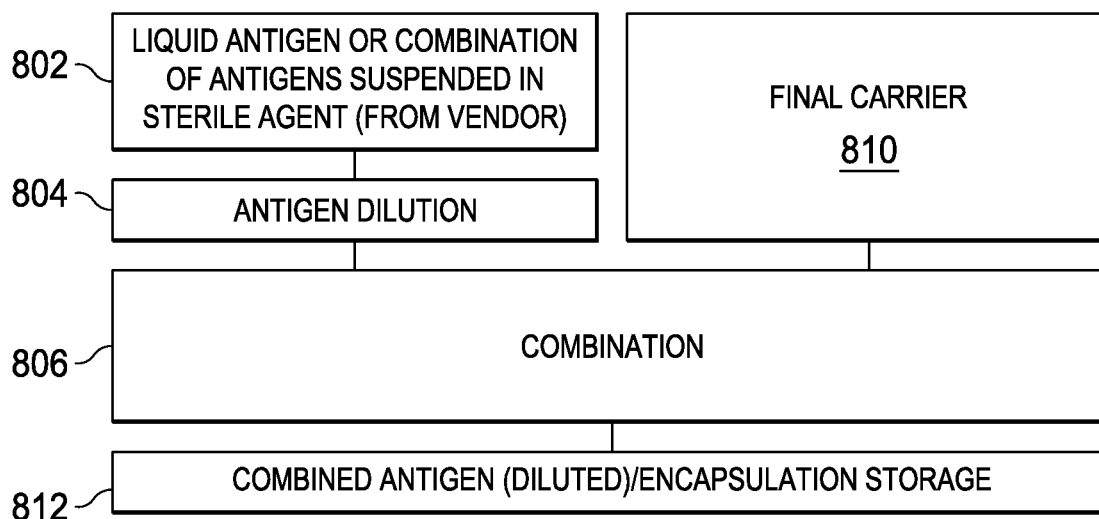 802
LIQUID ANTIGEN OR COMBINATION
OF ANTIGENS SUSPENDED IN
STERILE AGENT (FROM VENDOR)
FINAL CARRIER
810
804
ANTIGEN DILUTION
806
COMBINATION
812
COMBINED ANTIGEN (DILUTED)/ENCAPSULATION STORAGE